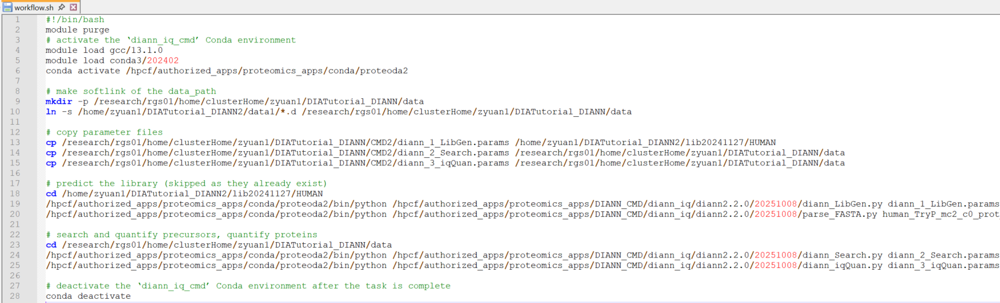 workflow.sh
1 #!/bin/bash
2 module purge
3 # activate the ‘diann_iq_cmd’ Conda environment
4 module load gcc/13.1.0
5 module load conda3/202402
6 conda activate /hpcf/authorized_apps/proteomics_apps/conda/proteoda2
7
8 # make softlink of the data_path
9 mkdir -p /research/rgs01/home/clusterHome/zyuan1/DIATutorial_DIANN/data
10 ln -s /home/zyuan1/DIATutorial_DIANN2/data1/*.d /research/rgs01/home/clusterHome/zyuan1/DIATutorial_DIANN/data
11
12 # copy parameter files
13 cp /research/rgs01/home/clusterHome/zyuan1/DIATutorial_DIANN/CMD2/diann_1_LibGen.params /home/zyuan1/DIATutorial_DIANN2/lib20241127/HUMAN
14 cp /research/rgs01/home/clusterHome/zyuan1/DIATutorial_DIANN/CMD2/diann_2_Search.params /research/rgs01/home/clusterHome/zyuan1/DIATutorial_DIANN/data
15 cp /research/rgs01/home/clusterHome/zyuan1/DIATutorial_DIANN/CMD2/diann_3_iqQuan.params /research/rgs01/home/clusterHome/zyuan1/DIATutorial_DIANN/data
16
17 # predict the library (skipped as they already exist)
18 cd /home/zyuan1/DIATutorial_DIANN2/lib20241127/HUMAN
19 /hpcf/authorized_apps/proteomics_apps/conda/proteoda2/bin/python /hpcf/authorized_apps/proteomics_apps/DIANN_CMD/diann_iq/diann2.2.0/20251008/diann_LibGen.py diann_1_LibGen.params
20 /hpcf/authorized_apps/proteomics_apps/conda/proteoda2/bin/python /hpcf/authorized_apps/proteomics_apps/DIANN_CMD/diann_iq/diann2.2.0/20251008/parse_FASTA.py human_TryP_mc2_c0_prot
21
22 # search and quantify precursors, quantify proteins
23 cd /research/rgs01/home/clusterHome/zyuan1/DIATutorial_DIANN/data
24 /hpcf/authorized_apps/proteomics_apps/conda/proteoda2/bin/python /hpcf/authorized_apps/proteomics_apps/DIANN_CMD/diann_iq/diann2.2.0/20251008/diann_Search.py diann_2_Search.params
25 /hpcf/authorized_apps/proteomics_apps/conda/proteoda2/bin/python /hpcf/authorized_apps/proteomics_apps/DIANN_CMD/diann_iq/diann2.2.0/20251008/diann_iqQuan.py diann_3_iqQuan.params
26
27 # deactivate the ‘diann_iq_cmd’ Conda environment after the task is complete
28 conda deactivate